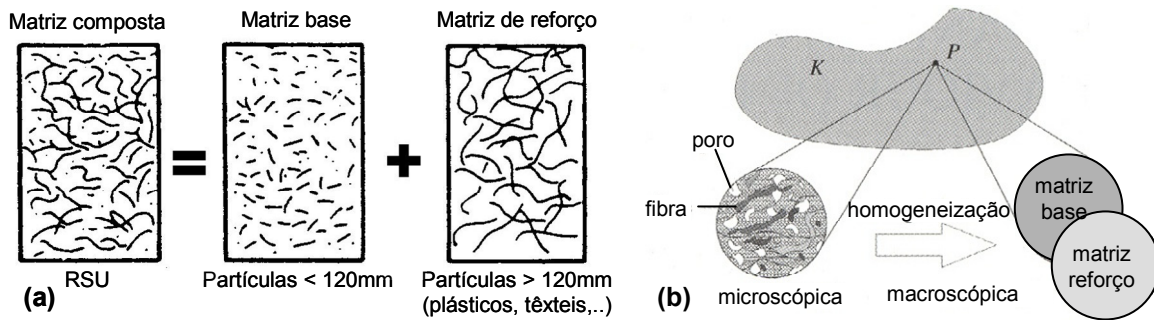 Matriz composta
Matriz base
Matriz de reforço
=
+
RSU
Partículas < 120mm
Partículas > 120mm
(plásticos, têxteis,..)
(a)
K
P
poro
fibra
homogeneização
matriz
base
matriz
reforço
microscópica
macroscópica
(b)